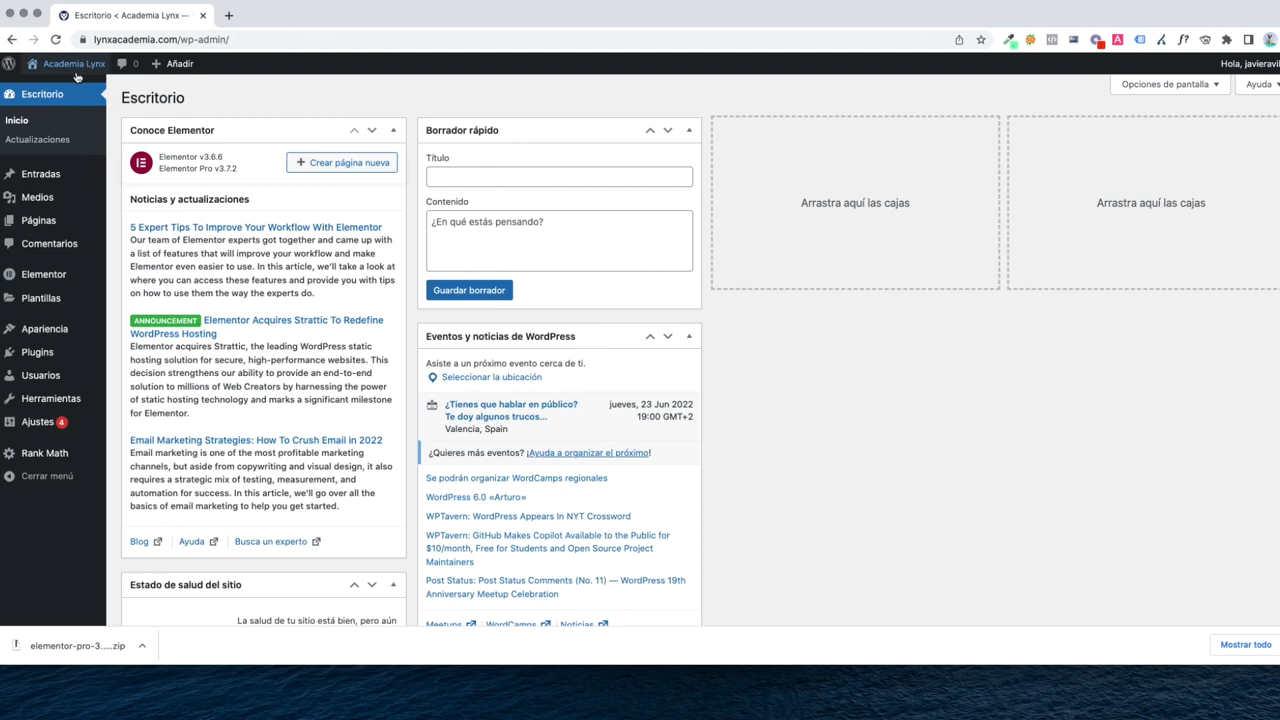 Escritorio < Academia Lynx —
lynxacademia.com/wp-admin/
Academia Lynx
0
Añadir
Hola,
Escritorio
Inicio
Actualizaciones
Entradas
Medios
Páginas
Comentarios
Elementor
Plantillas
Apariencia
Plugins
Usuarios
Herramientas
Ajustes 4
Rank Math
Cerrar menú
Escritorio
Opciones de pantalla
Ayuda
Conoce Elementor
Elementor v3.6.6
Elementor Pro v3.7.2
Crear página nueva
Noticias y actualizaciones
5 Expert Tips To Improve Your Workflow With Elementor
Our team of Elementor experts got together and came up with
a list of features that will improve your workflow and make
Elementor even easier to use. In this article, we'll take a look at
where you can access these features and provide you with tips
on how to use them the way the experts do.
ANNOUNCEMENT Elementor Acquires Strattic To Redefine
WordPress Hosting
Elementor acquires Strattic, the leading WordPress static
hosting solution for secure, high-performance websites. This
decision strengthens our ability to provide an end-to-end
solution to millions of Web Creators by harnessing the power
of static hosting technology and marks a significant milestone
for Elementor.
Email Marketing Strategies: How To Crush Email in 2022
Email marketing is one of the most profitable marketing
channels, but aside from copywriting and visual design, it also
requires a strategic mix of testing, measurement, and
automation for success. In this article, we'll go over all the
basics of email marketing to help you get started.
Blog
Ayuda
Busca un experto
Estado de salud del sitio
La salud de tu sitio está bien, pero aún
Borrador rápido
Título
Contenido
¿En qué estás pensando?
Guardar borrador
Eventos y noticias de WordPress
Asiste a un próximo evento cerca de ti.
Seleccionar la ubicación
¿Tienes que hablar en público?
Te doy algunos trucos...
Valencia, Spain
jueves, 23 Jun 2022
19:00 GMT+2
¿Quieres más eventos? ¡Ayuda a organizar el próximo!
Se podrán organizar WordCamps regionales
WordPress 6.0 «Arturo»
WPTavern: WordPress Appears In NYT Crossword
WPTavern: GitHub Makes Copilot Available to the Public for
$10/month, Free for Students and Open Source Project
Maintainers
Post Status: Post Status Comments (No. 11) — WordPress 19th
Anniversary Meetup Celebration
Meetups
WordCamps
Noticias
Arrastra aquí las cajas
Arrastra aquí las cajas
elementor-pro-3.....zip
Mostrar todo